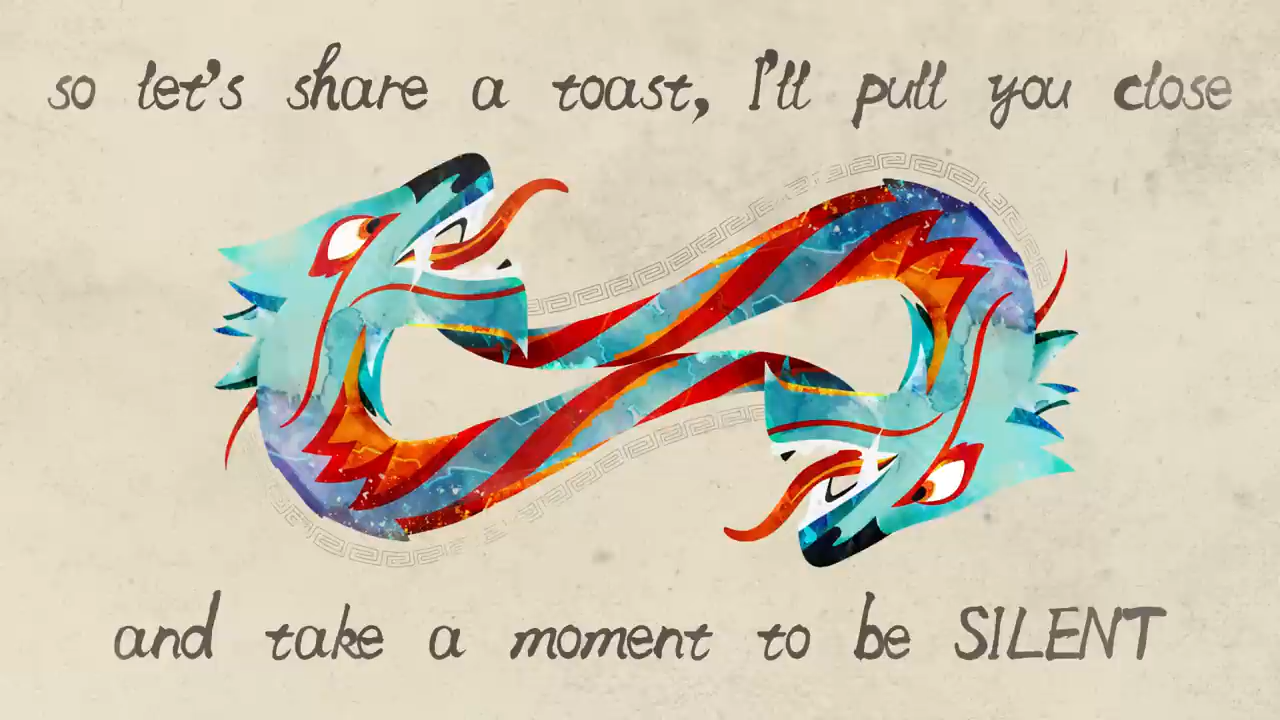 so let's share a toast, I'll pull you close
and take a moment to be SILENT